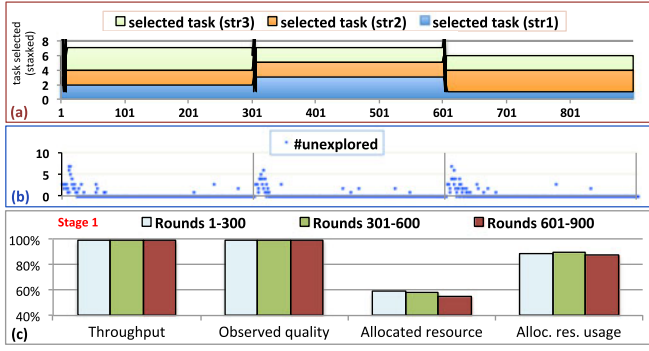 selected task (str3) selected task (str2) selected task (str1)
task selected
(staxked)
8
6
4
2
0
(a)
1 101 201 301 401 501 601 701 801
#unexplored
10
5
0
(b)
Stage 1 Rounds 1-300 Rounds 301-600 Rounds 601-900
100%
80%
60%
40%
(c)
Throughput Observed quality Allocated resource Alloc. res. usage